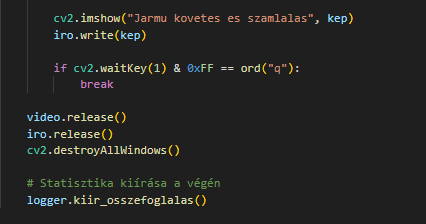 cv2.imshow("Jarmu kovetes es szamlalas", kep)
iro.write(kep)
if cv2.waitKey(1) & 0xFF == ord("q"):
break
video.release()
iro.release()
cv2.destroyAllWindows()
# Statisztika kiírása a végén
logger.kiir_osszefoglalas()